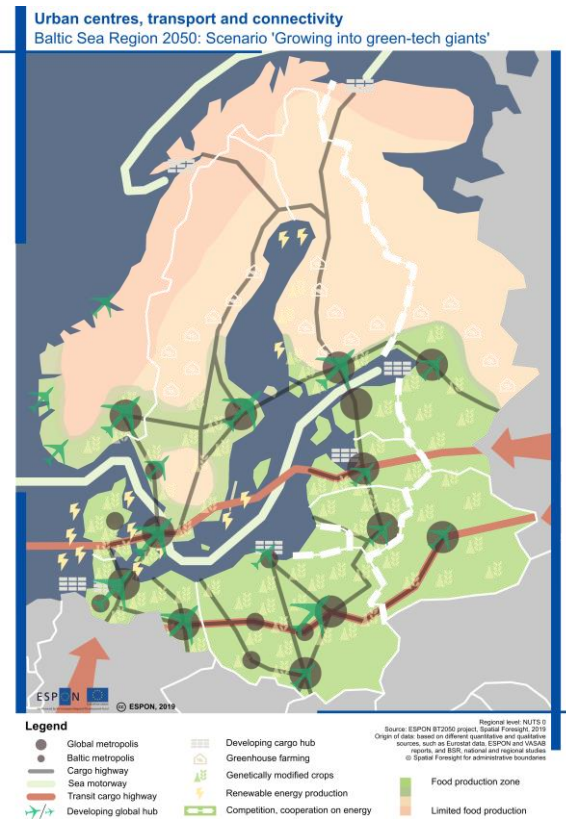 Urban centres, transport and connectivity
Baltic Sea Region 2050: Scenario 'Growing into green-tech giants'
ESPON
© ESPON, 2019
Legend
Global metropolis
Baltic metropolis
Cargo highway
Sea motorway
Transit cargo highway
Developing global hub
Developing cargo hub
Greenhouse farming
Genetically modified crops
Renewable energy production
Competition, cooperation on energy
Regional level: NUTS 0
Source: ESPON BT2050 project, Spatial Foresight, 2019
Origin of data: based on different quantitative and qualitative
sources, such as Eurostat data, ESPON and VASAB
reports, and BSR, national and regional studies
© Spatial Foresight for administrative boundaries
Food production zone
Limited food production